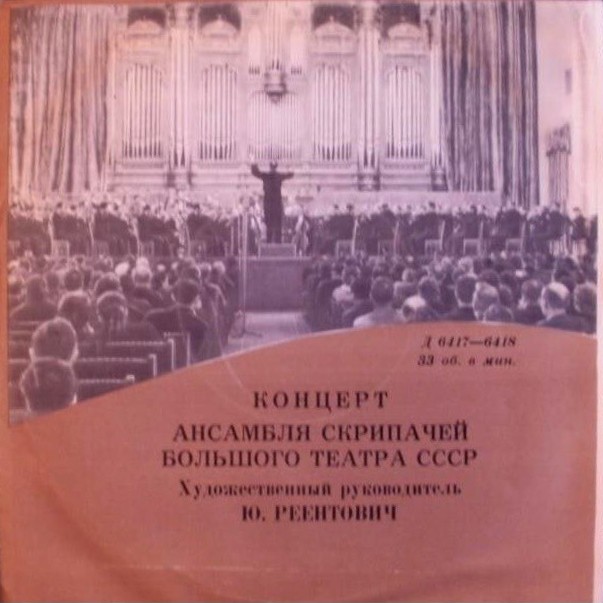 Д 6417—6418
33 об. в мин.
КОНЦЕРТ
АНСАМБЛЯ СКРИПАЧЕЙ
БОЛЬШОГО ТЕАТРА СССР
Художественный руководитель
Ю. РЕЕНТОВИЧ